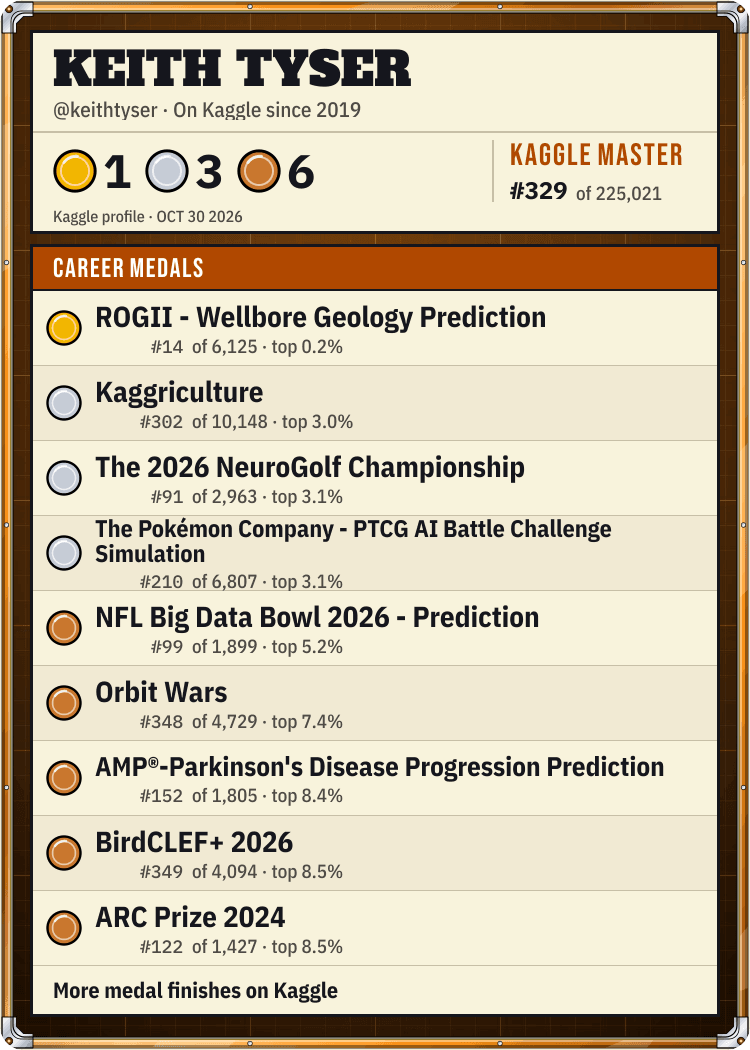 KEITH TYSER
@keithtyser · On Kaggle since 2019
1 3 6
KAGGLE MASTER
#329 of 225,021
Kaggle profile · OCT 30 2026
CAREER MEDALS
ROGII - Wellbore Geology Prediction
#14 of 6,125 · top 0.2%
Kaggriculture
#302 of 10,148 · top 3.0%
The 2026 NeuroGolf Championship
#91 of 2,963 · top 3.1%
The Pokémon Company - PTCG AI Battle Challenge
Simulation
#210 of 6,807 · top 3.1%
NFL Big Data Bowl 2026 - Prediction
#99 of 1,899 · top 5.2%
Orbit Wars
#348 of 4,729 · top 7.4%
AMP®-Parkinson's Disease Progression Prediction
#152 of 1,805 · top 8.4%
BirdCLEF+ 2026
#349 of 4,094 · top 8.5%
ARC Prize 2024
#122 of 1,427 · top 8.5%
More medal finishes on Kaggle